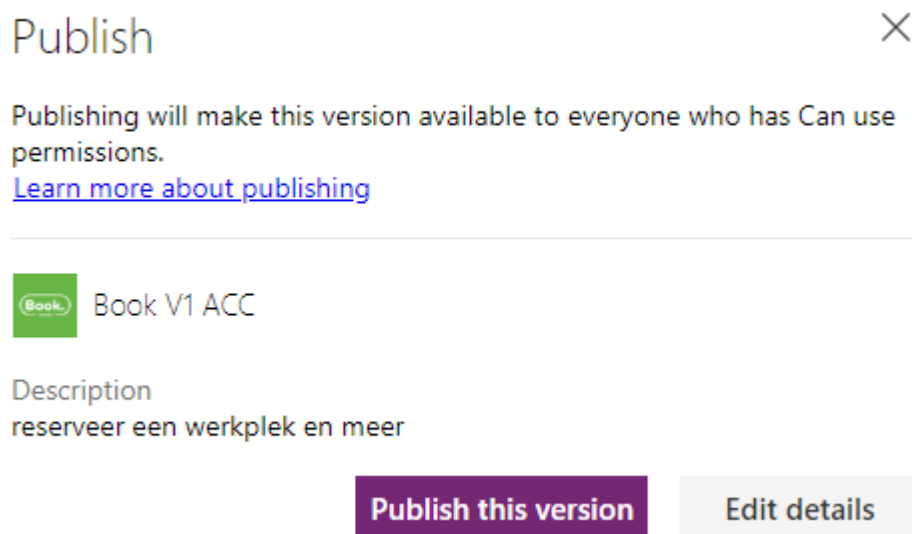 Publish
Publishing will make this version available to everyone who has Can use
permissions.
Learn more about publishing
Book.
Book V1 ACC
Description
reserveer een werkplek en meer
Publish this version
Edit details